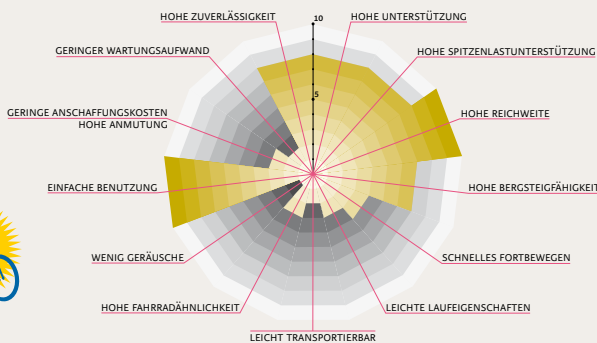 HOHE ZUVERLÄSSIGKEIT
10
HOHE UNTERSTÜTZUNG
GERINGER WARTUNGSAUFWAND
HOHE SPITZENLASTUNTERSTÜTZUNG
5
GERINGE ANSCHAFFUNGSKOSTEN
HOHE ANMUTUNG
HOHE REICHWEITE
1
EINFACHE BENUTZUNG
HOHE BERGSTEIGFÄHIGKEIT
WENIG GERÄUSCHE
SCHNELLES FORTBEWEGEN
HOHE FAHRRADÄHNLICHKEIT
LEICHTE LAUFEIGENSCHAFTEN
LEICHT TRANSPORTIERBAR